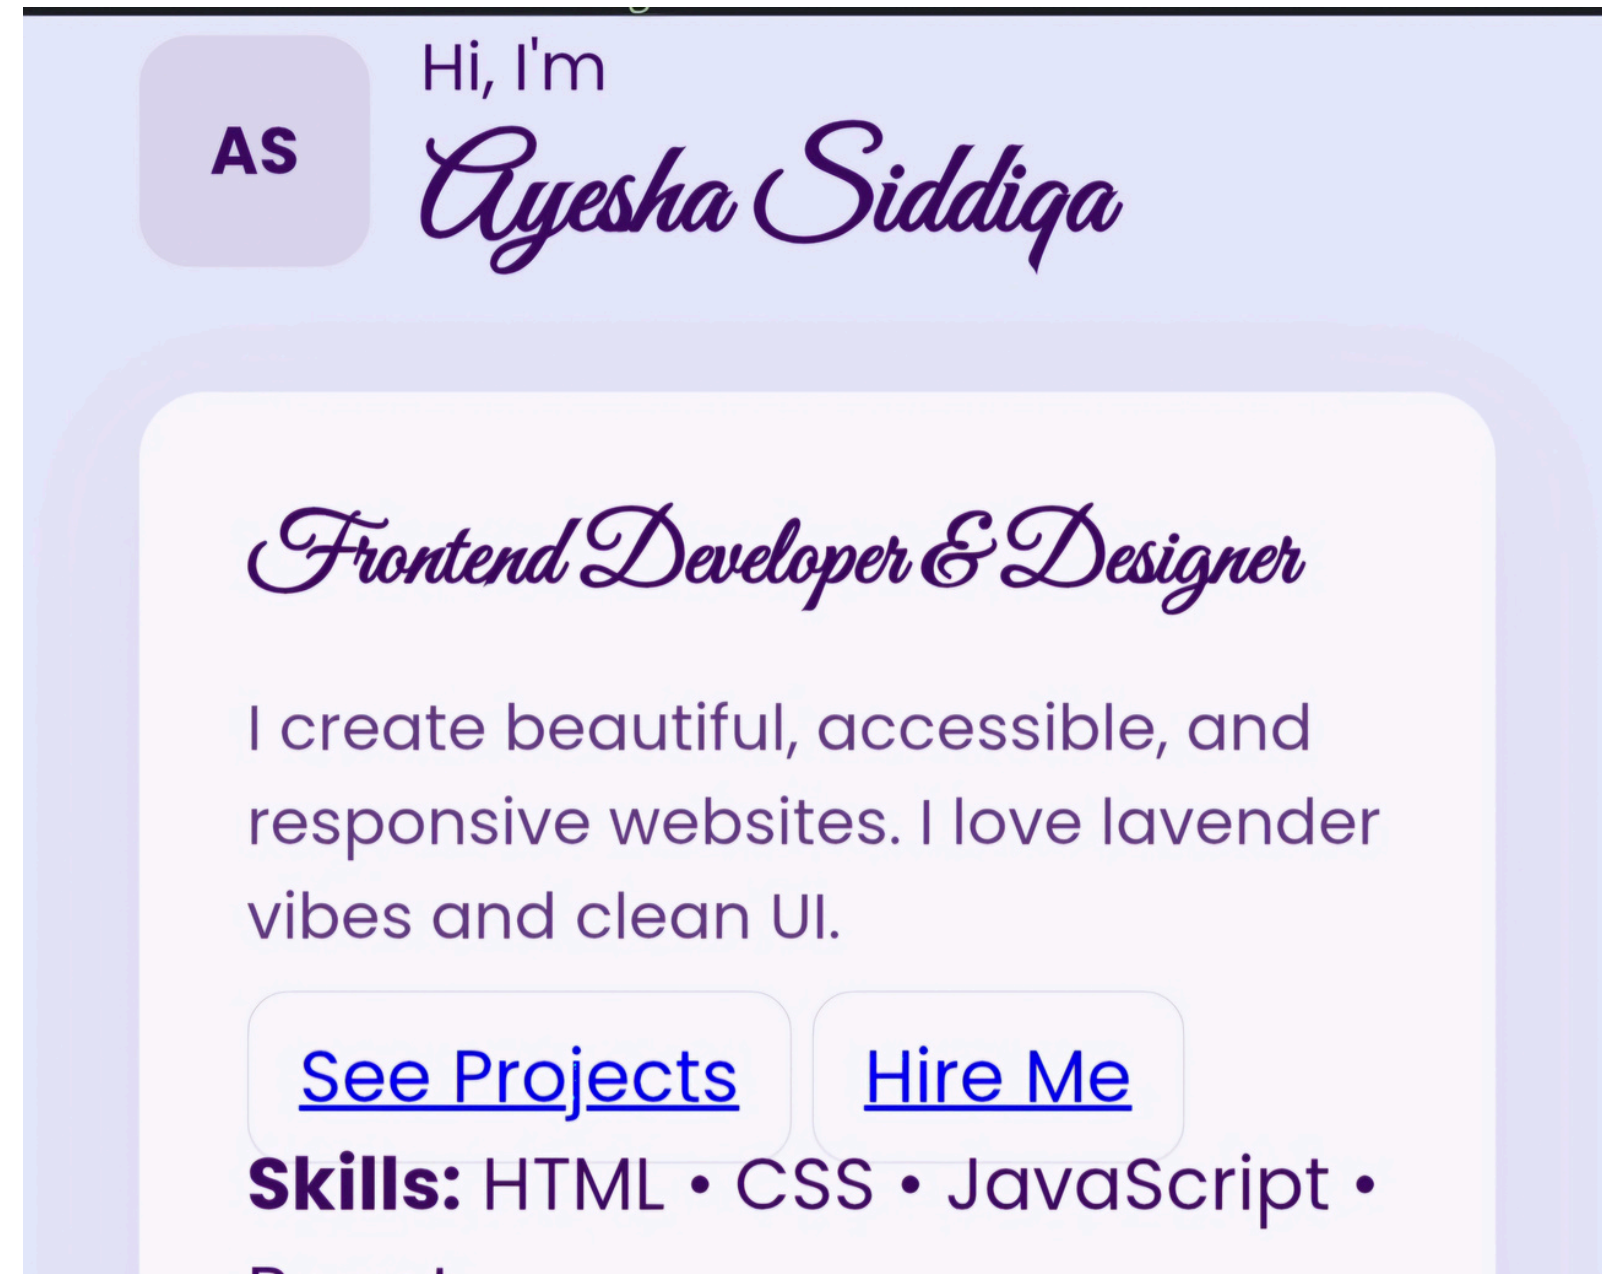 AS
Hi, I'm
Ayesha Siddiqa
Frontend Developer & Designer
I create beautiful, accessible, and
responsive websites. I love lavender
vibes and clean UI.
See Projects
Hire Me
Skills: HTML • CSS • JavaScript •